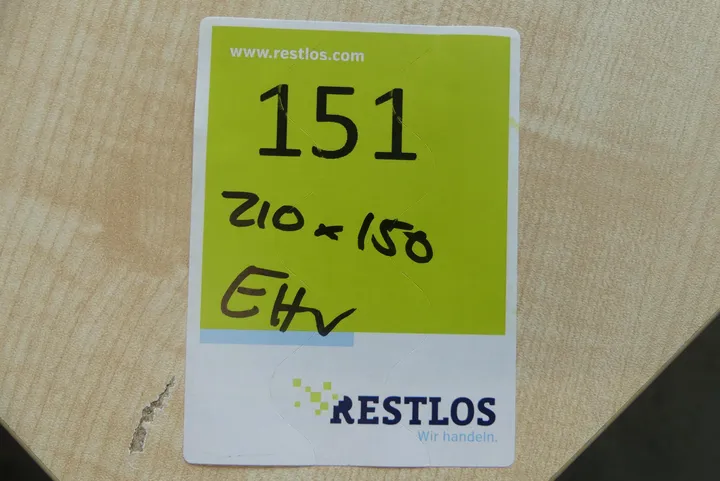 www.restlos.com
151
210 x 150
EHV
RESTLOS
Wir handeln.